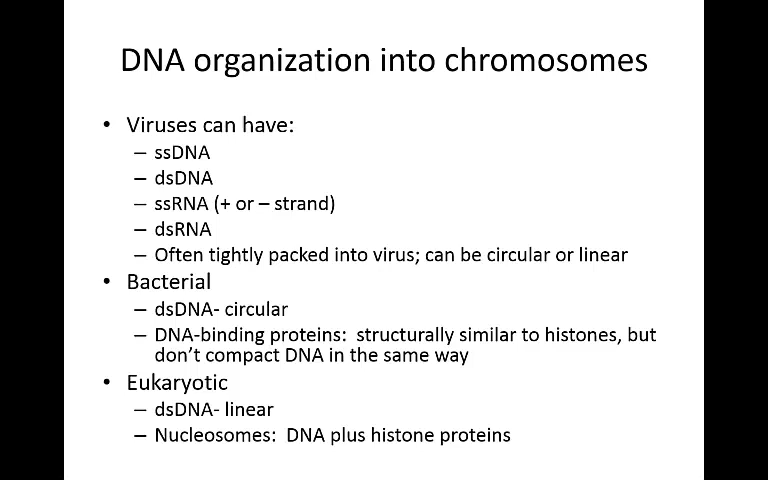 DNA organization into chromosomes
• Viruses can have:
– ssDNA
– dsDNA
– ssRNA (+ or – strand)
– dsRNA
– Often tightly packed into virus; can be circular or linear
• Bacterial
– dsDNA- circular
– DNA-binding proteins:  structurally similar to histones, but
don’t compact DNA in the same way
• Eukaryotic
– dsDNA- linear
– Nucleosomes:  DNA plus histone proteins